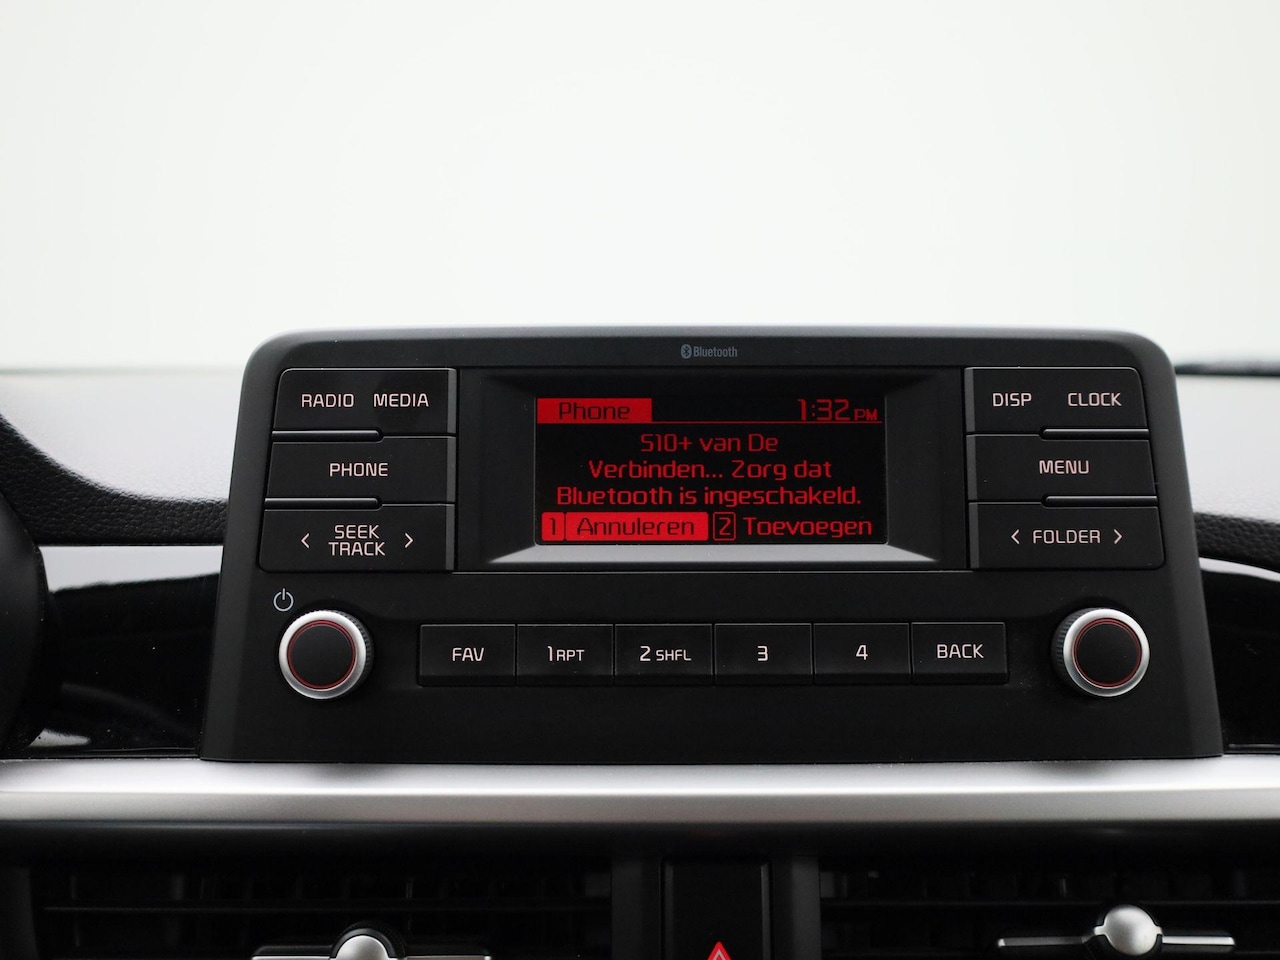 Bluetooth
RADIO MEDIA
PHONE
< SEEK TRACK >
Phone 1:32 PM
S10+ van De
Verbinden... Zorg dat
Bluetooth is ingeschakeld.
1 Annuleren 2 Toevoegen
DISP CLOCK
MENU
< FOLDER >
FAV 1 RPT 2 SHFL 3 4 BACK